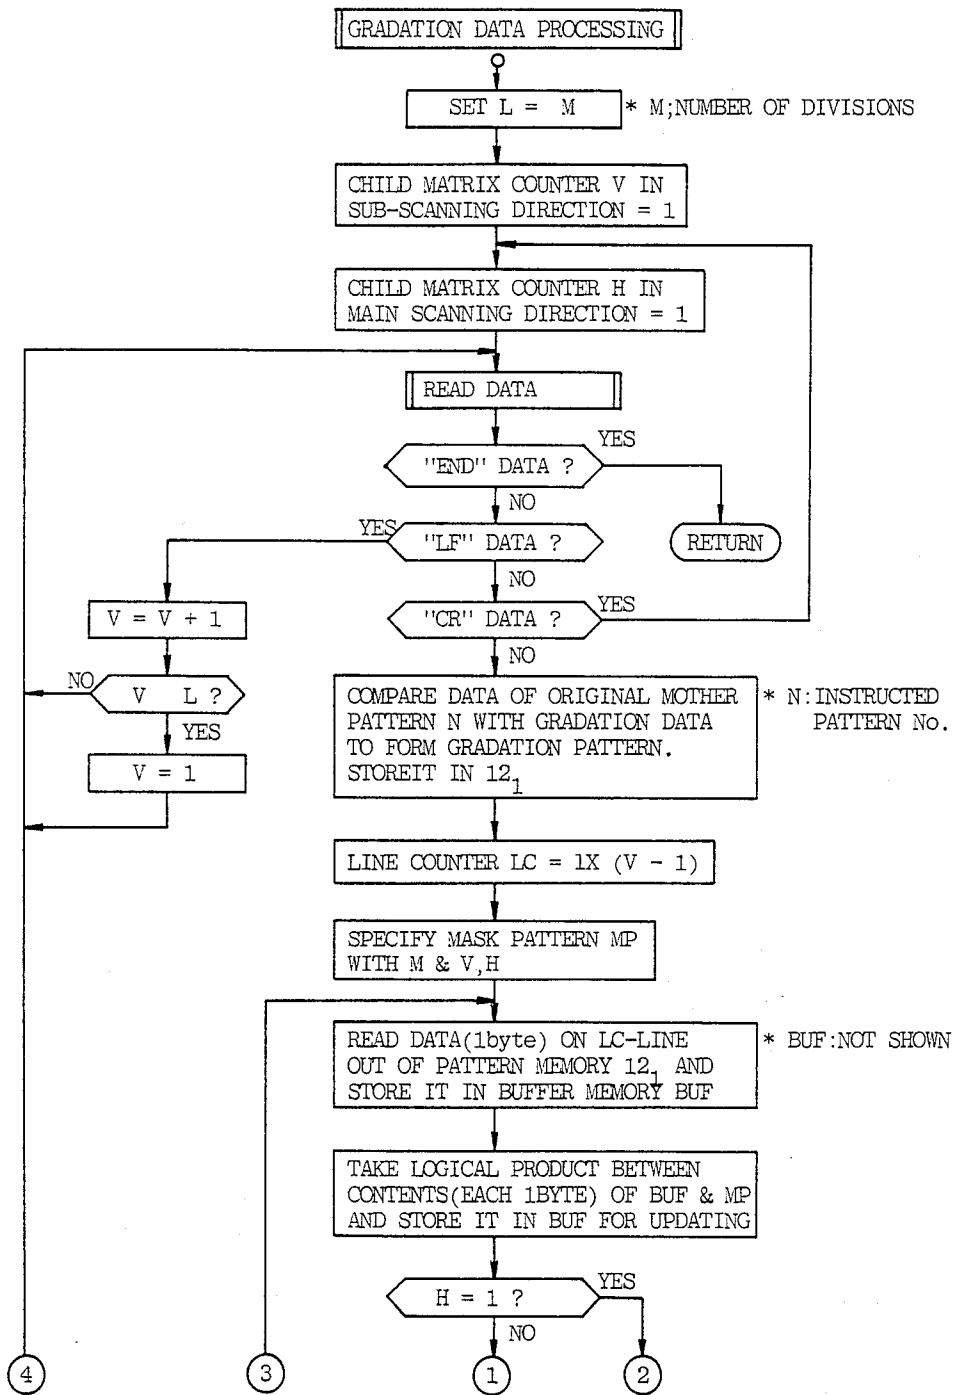 GRADATION DATA PROCESSING
SET L = M
* M;NUMBER OF DIVISIONS
CHILD MATRIX COUNTER V IN
SUB-SCANNING DIRECTION = 1
CHILD MATRIX COUNTER H IN
MAIN SCANNING DIRECTION = 1
READ DATA
YES
"END" DATA ?
NO
RETURN
YES
"LF" DATA ?
NO
YES
"CR" DATA ?
NO
V = V + 1
NO
V L ?
YES
V = 1
COMPARE DATA OF ORIGINAL MOTHER
PATTERN N WITH GRADATION DATA
TO FORM GRADATION PATTERN.
STOREIT IN 12₁
* N:INSTRUCTED
PATTERN No.
LINE COUNTER LC = 1X (V - 1)
SPECIFY MASK PATTERN MP
WITH M & V,H
READ DATA(1byte) ON LC-LINE
OUT OF PATTERN MEMORY 12₁ AND
STORE IT IN BUFFER MEMORY BUF
* BUF:NOT SHOWN
TAKE LOGICAL PRODUCT BETWEEN
CONTENTS(EACH 1BYTE) OF BUF & MP
AND STORE IT IN BUF FOR UPDATING
YES
H = 1 ?
NO
4
3
1
2